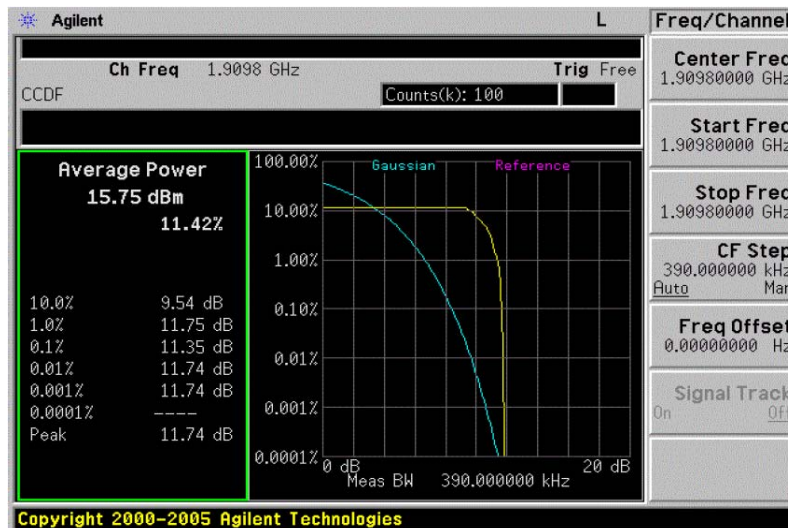 Agilent L
Ch Freq 1.9098 GHz Trig Free
CCDF Counts(k): 100
Average Power
15.75 dBm
11.42%
10.0% 9.54 dB
1.0% 11.75 dB
0.1% 11.35 dB
0.01% 11.74 dB
0.001% 11.74 dB
0.0001% ----
Peak 11.74 dB
Gaussian Reference
100.00%
10.00%
1.00%
0.10%
0.01%
0.001%
0.0001%
0 dB 20 dB
Meas BW 390.000000 kHz
Freq/Channel
Center Freq
1.90980000 GHz
Start Freq
1.90980000 GHz
Stop Freq
1.90980000 GHz
CF Step
390.000000 kHz
Auto Man
Freq Offset
0.00000000 Hz
Signal Track
On Off
Copyright 2000-2005 Agilent Technologies